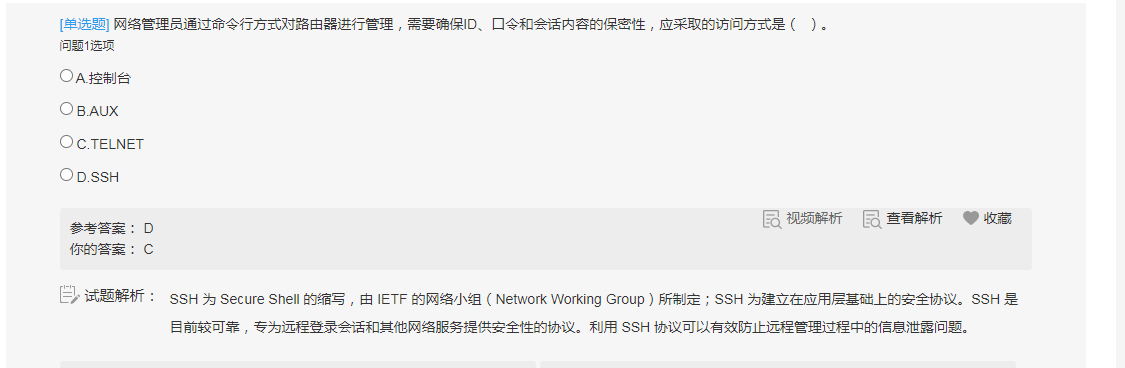 [单选题] 网络管理员通过命令行方式对路由器进行管理，需要确保ID、口令和会话内容的保密性，应采取的访问方式是（　）。
问题1选项
A.控制台
B.AUX
C.TELNET
D.SSH
视频解析 查看解析 收藏
参考答案： D
你的答案： C
试题解析： SSH 为 Secure Shell 的缩写，由 IETF 的网络小组（Network Working Group）所制定；SSH 为建立在应用层基础上的安全协议。SSH 是
目前较可靠，专为远程登录会话和其他网络服务提供安全性的协议。利用 SSH 协议可以有效防止远程管理过程中的信息泄露问题。